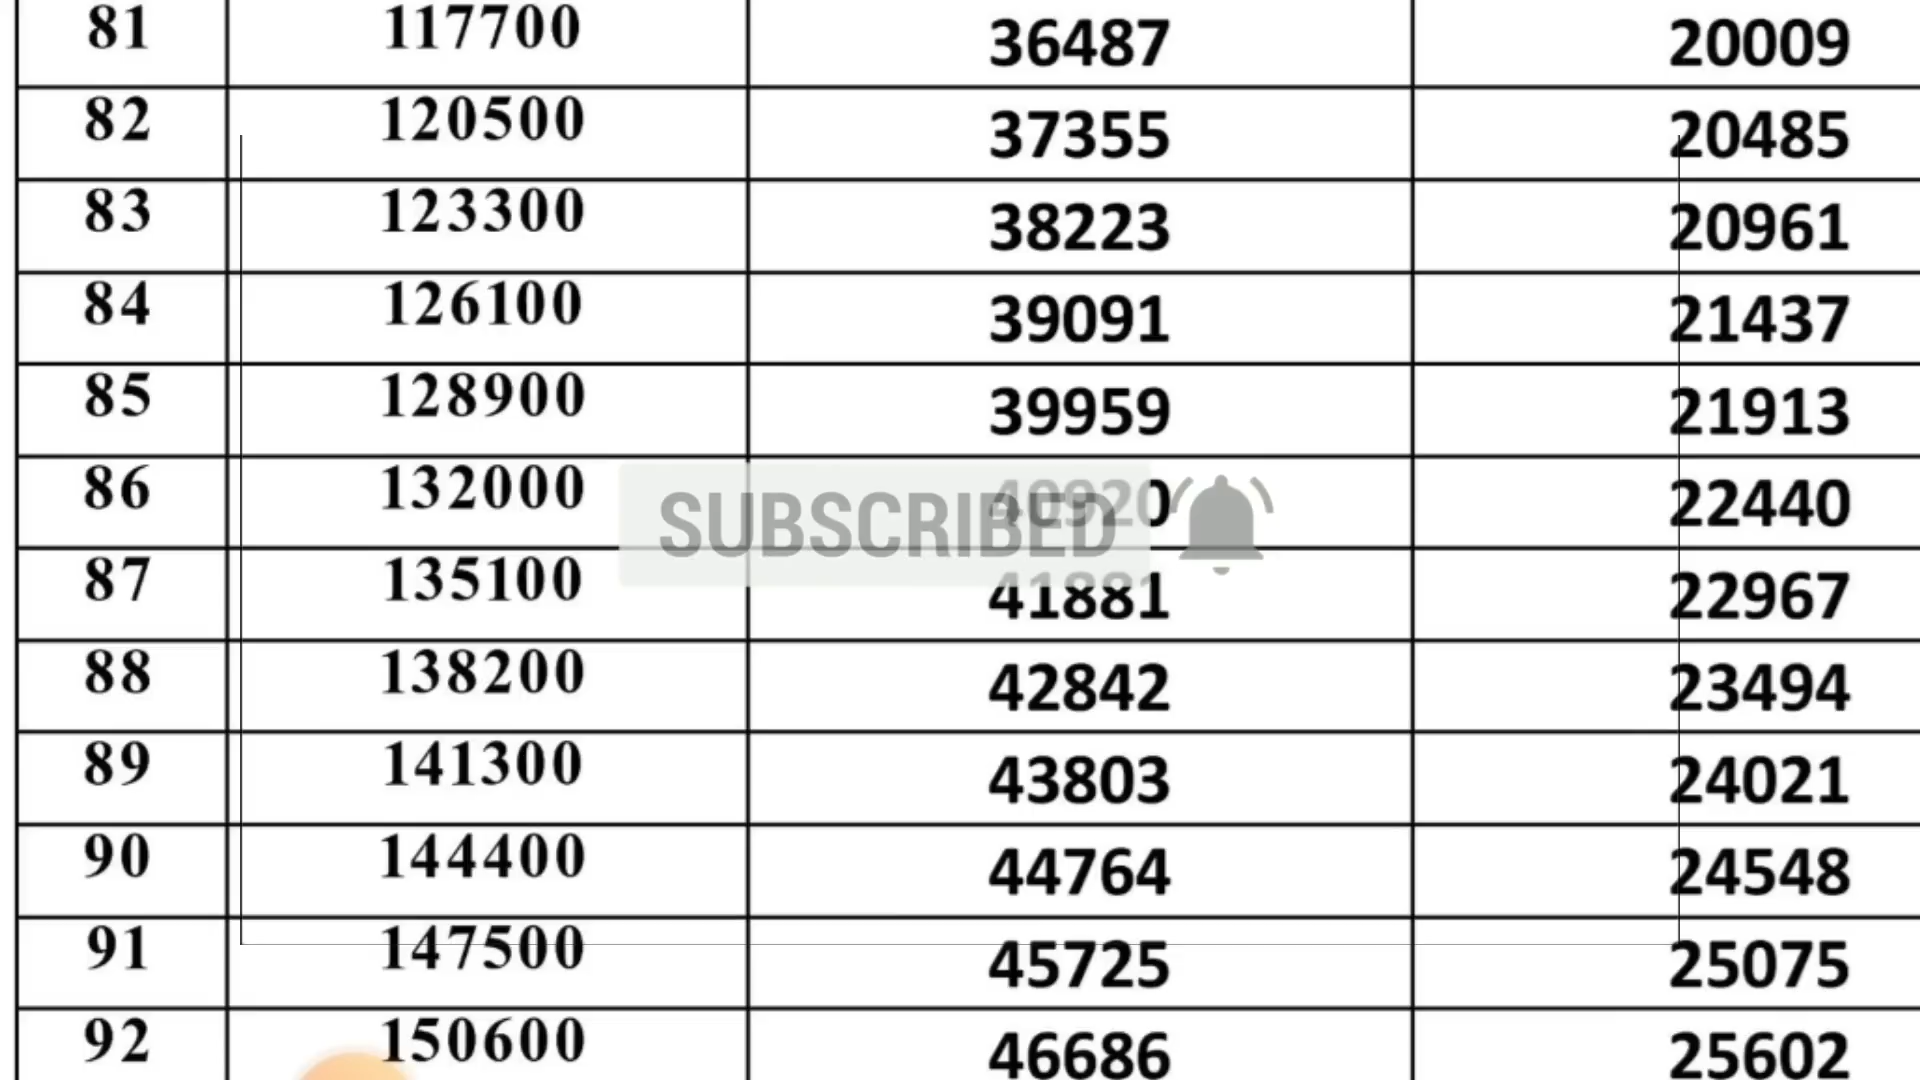 81 117700 36487 20009
82 120500 37355 20485
83 123300 38223 20961
84 126100 39091 21437
85 128900 39959 21913
86 132000 40920 22440
SUBSCRIBED
87 135100 41881 22967
88 138200 42842 23494
89 141300 43803 24021
90 144400 44764 24548
91 147500 45725 25075
92 150600 46686 25602